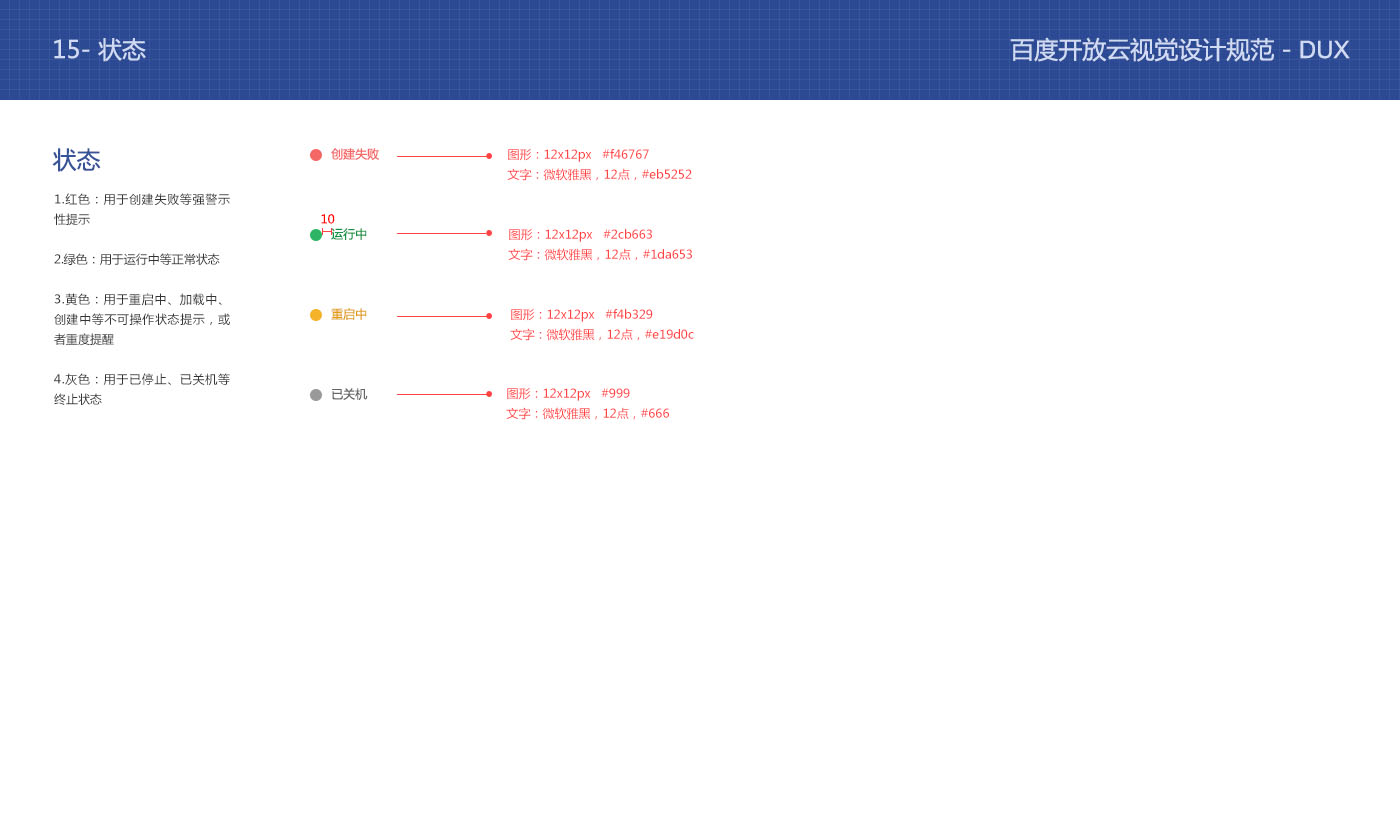 15- 状态
百度开放云视觉设计规范 - DUX
状态
1.红色：用于创建失败等强警示
性提示
2.绿色：用于运行中等正常状态
3.黄色：用于重启中、加载中、
创建中等不可操作状态提示，或
者重度提醒
4.灰色：用于已停止、已关机等
终止状态
创建失败
图形：12x12px #f46767
文字：微软雅黑，12点，#eb5252
10
运行中
图形：12x12px #2cb663
文字：微软雅黑，12点，#1da653
重启中
图形：12x12px #f4b329
文字：微软雅黑，12点，#e19d0c
已关机
图形：12x12px #999
文字：微软雅黑，12点，#666